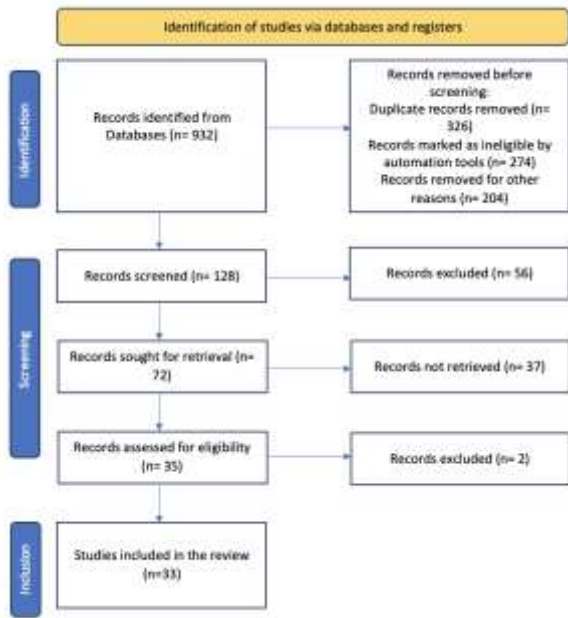 Identification of studies via databases and registers
Identification
Records identified from
Databases (n= 932)
Records removed before
screening:
Duplicate records removed (n=
326)
Records marked as ineligible by
automation tools (n= 274)
Records removed for other
reasons (n= 204)
Screening
Records screened (n= 128)
Records excluded (n= 56)
Records sought for retrieval (n=
72)
Records not retrieved (n= 37)
Records assessed for eligibility
(n= 35)
Records excluded (n= 2)
Inclusion
Studies included in the review
(n=33)